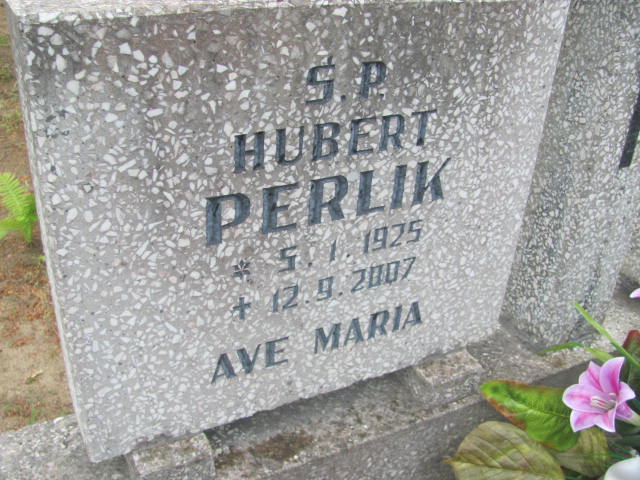 Ś.P.
HUBERT
PERLIK
* 5.1.1925
+ 12.9.2007
AVE MARIA